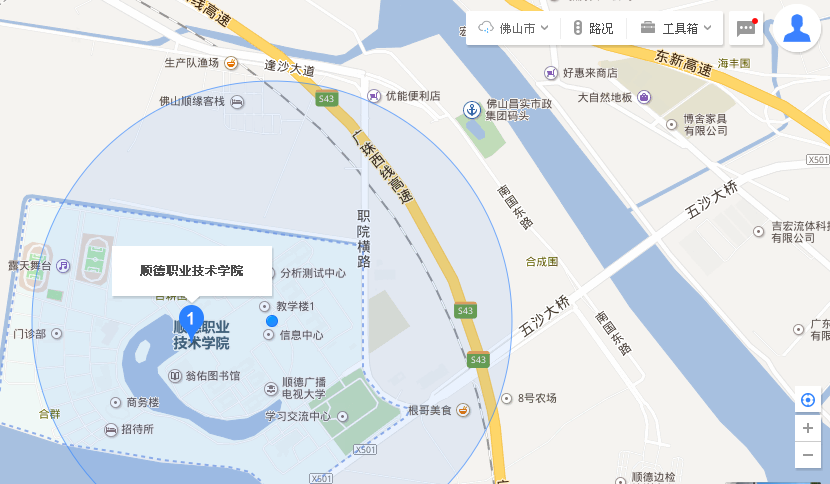 佛山市
路况
工具箱
广珠西线高速
东新高速
海丰围
生产队渔场
逢沙大道
好惠来商店
大自然地板
佛山顺缘客栈
S43
优能便利店
佛山昌实市政
集团码头
博舍家具
有限公司
广珠西线高速
X501
南国东路
五沙大桥
职院横路
吉宏流体科技
有限公司
露天舞台
顺德职业技术学院
分析测试中心
合成围
教学楼1
1
顺德职业
技术学院
门诊部
信息中心
S43
五沙大桥
南国东路
S43
翁佑图书馆
顺德广播
电视大学
商务楼
合群
学习交流中心
根哥美食
8号农场
招待所
X501
X601
顺德边检